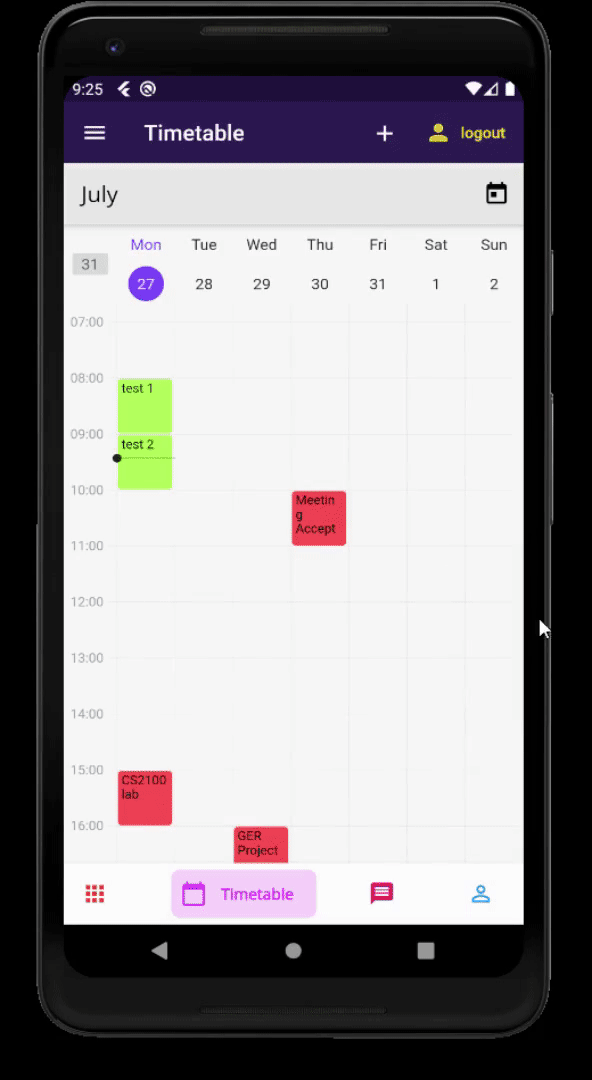 9:25
Timetable
logout
July
Mon Tue Wed Thu Fri Sat Sun
31
27 28 29 30 31 1 2
07:00
08:00
test 1
09:00
test 2
10:00
Meetin
g
Accept
11:00
12:00
13:00
14:00
15:00
CS2100
lab
16:00
GER
Project
Timetable